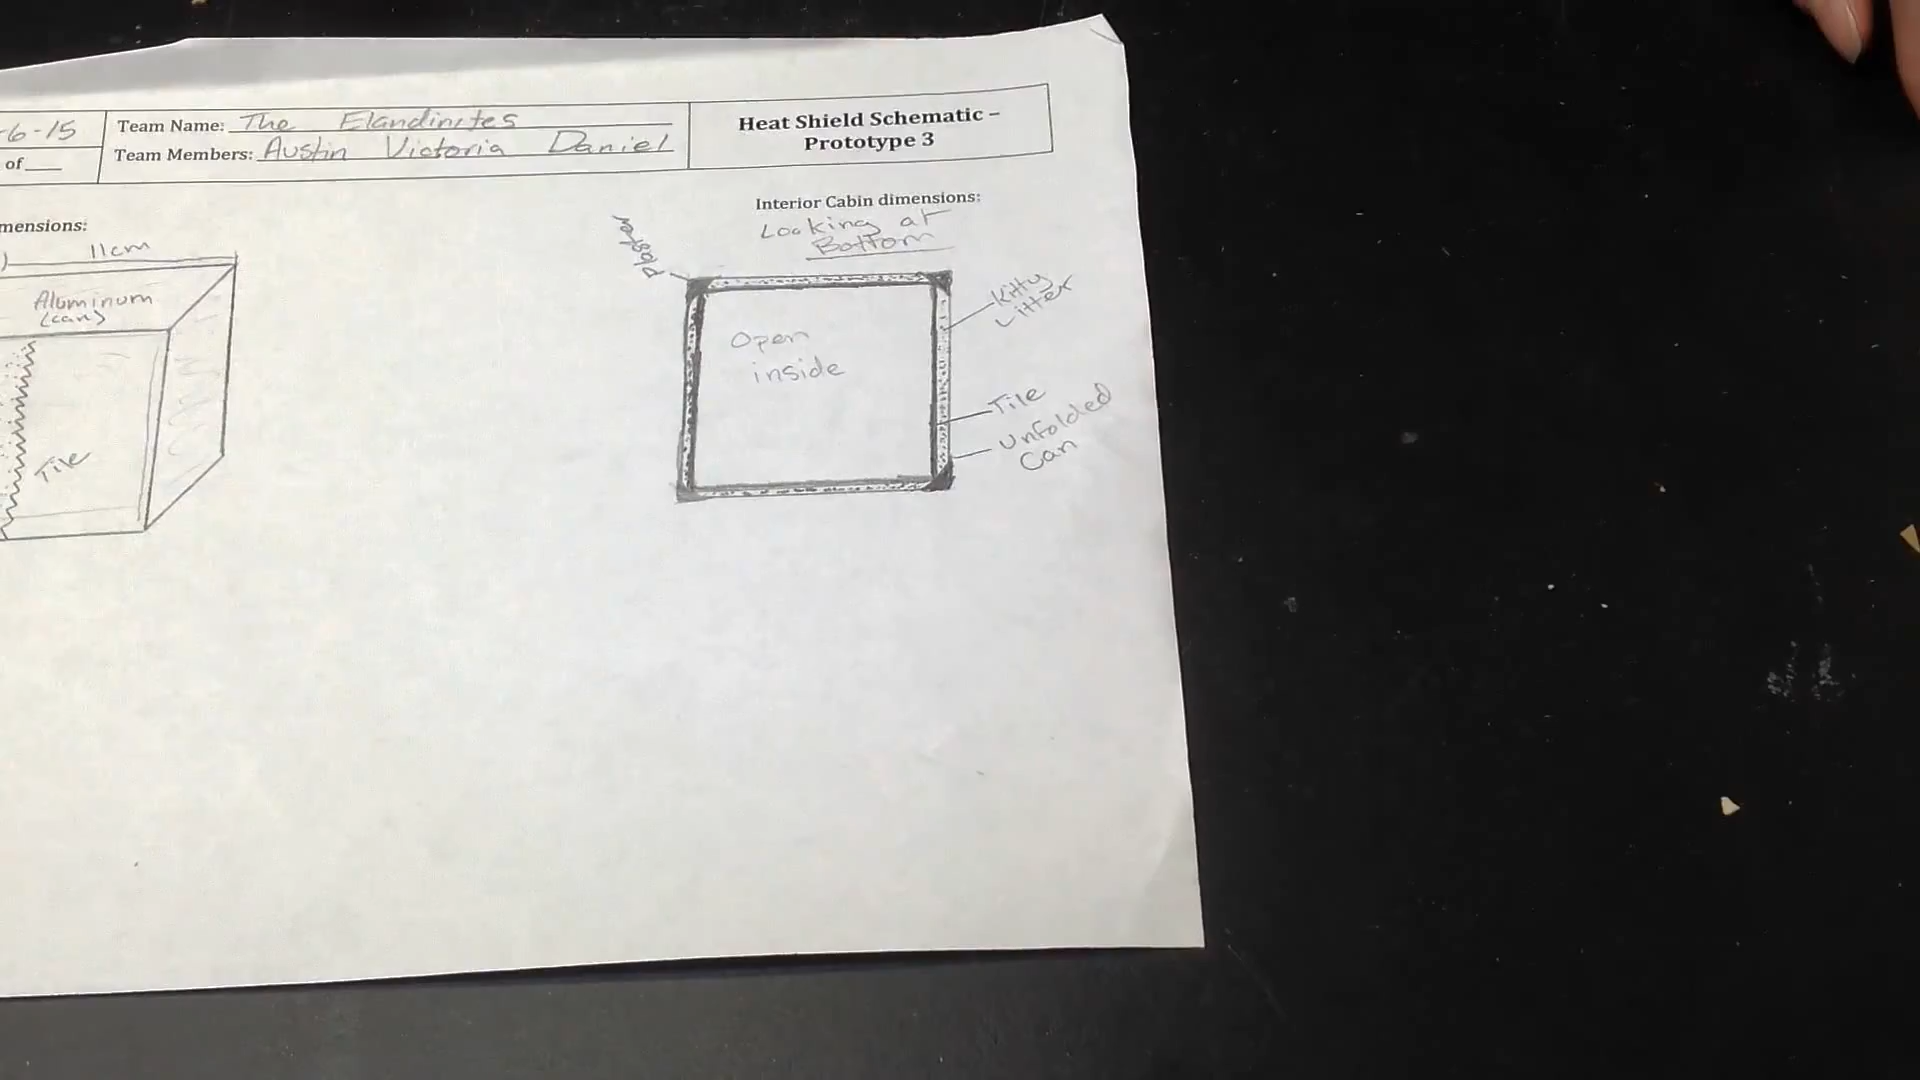 -6-15
of
Team Name: The Flandinites
Team Members: Austin Victoria Daniel
Heat Shield Schematic –
Prototype 3
mensions:
11cm
Aluminum
(can)
Tile
Interior Cabin dimensions:
Looking at
Bottom
Plaster
Open
inside
Kitty
Litter
Tile
Unfolded
Can